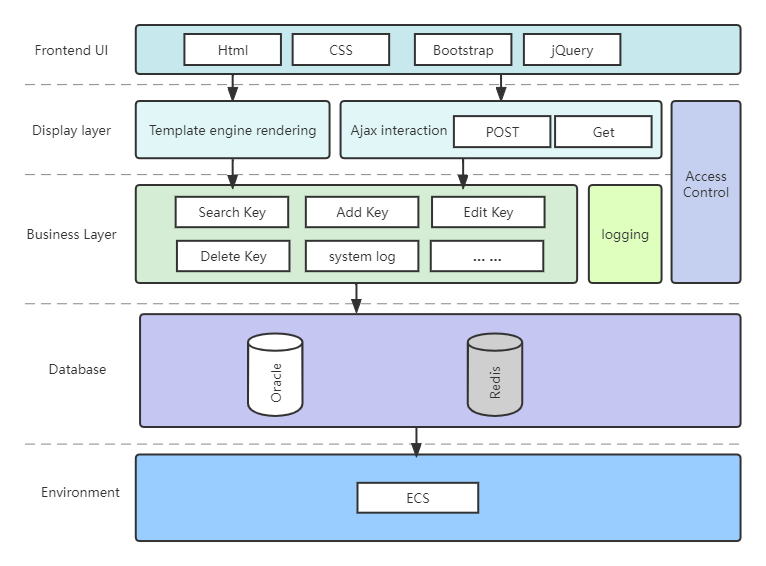 Frontend UI
Html
CSS
Bootstrap
jQuery
Display layer
Template engine rendering
Ajax interaction
POST
Get
Access
Control
Business Layer
Search Key
Add Key
Edit Key
Delete Key
system log
... ...
logging
Database
Oracle
Redis
Environment
ECS